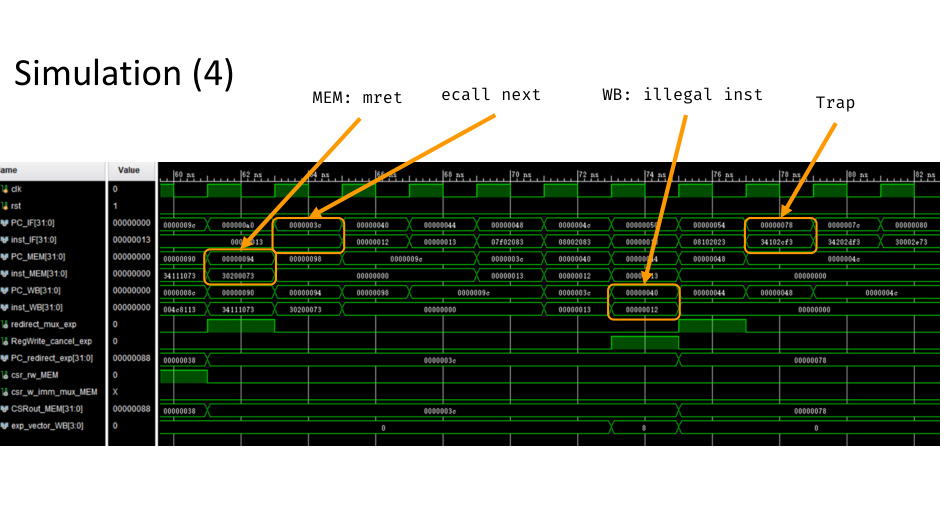 Simulation (4)
MEM: mret
ecall next
WB: illegal inst
Trap
ame Value 60 ns 62 ns 64 ns 66 ns 68 ns 70 ns 72 ns 74 ns 76 ns 78 ns 80 ns 82 ns
clk 0
rst 1
PC_IF[31:0] 00000000 0000009c 000000a0 0000003c 00000040 00000044 00000048 0000004c 00000050 00000054 00000078 0000007c 00000080
inst_IF[31:0] 00000013 00000012 00000013 07f02083 08002083 08102023 34102cf3 34202df3 30002e73
PC_MEM[31:0] 00000000 00000090 00000094 00000098 0000009c 0000003c 00000040 00000048 0000004c
inst_MEM[31:0] 00000000 34111073 30200073 00000000 00000013 00000012 00000000
PC_WB[31:0] 00000000 0000008c 00000090 00000094 00000098 0000009c 0000003c 00000040 00000044 00000048 0000004c
inst_WB[31:0] 00000000 004e8113 34111073 30200073 00000000 00000013 00000012 00000000
redirect_mux_exp 0
RegWrite_cancel_exp 0
PC_redirect_exp[31:0] 00000088 00000038 0000003c 00000078
csr_rw_MEM 0
csr_w_imm_mux_MEM X
CSRout_MEM[31:0] 00000088 00000038 0000003c 00000078
exp_vector_WB[3:0] 0 0 8 0